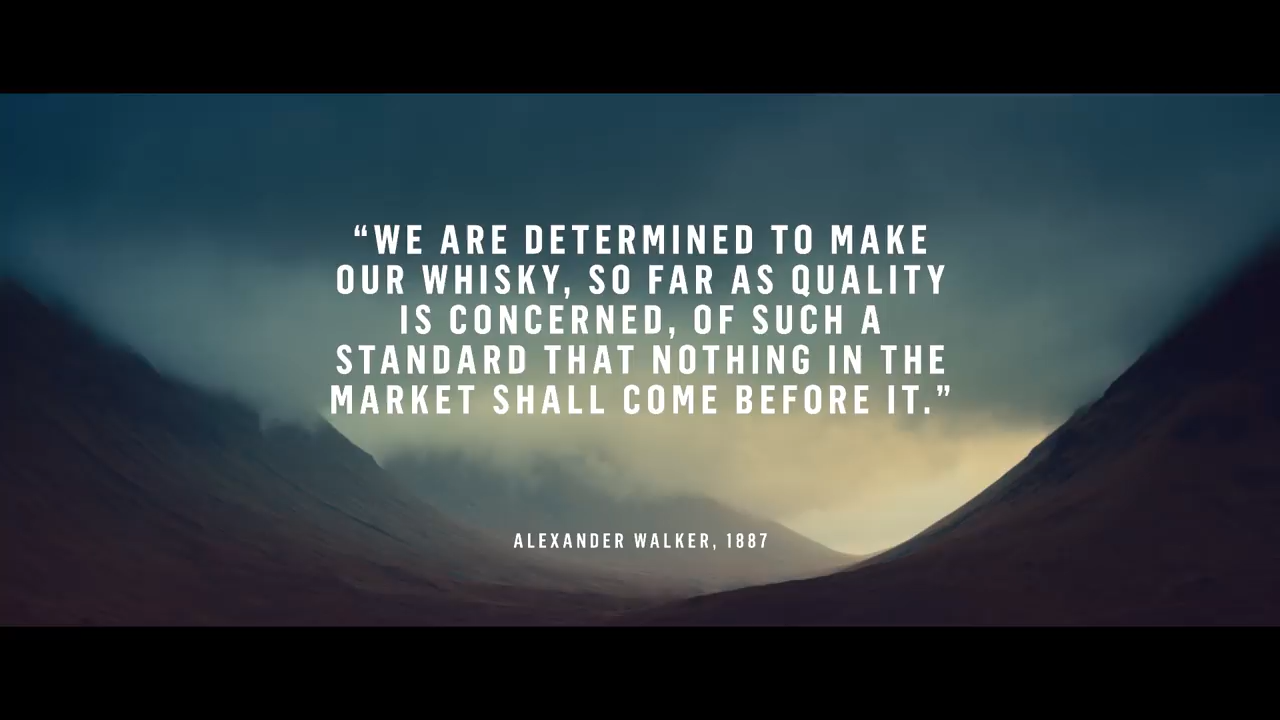 “WE ARE DETERMINED TO MAKE
OUR WHISKY, SO FAR AS QUALITY
IS CONCERNED, OF SUCH A
STANDARD THAT NOTHING IN THE
MARKET SHALL COME BEFORE IT.”
ALEXANDER WALKER, 1887